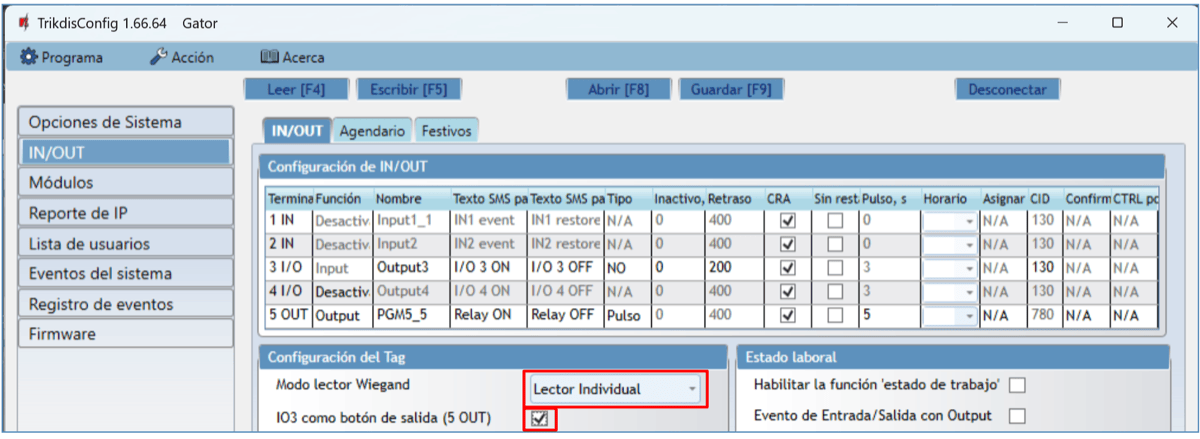 TrikdisConfig 1.66.64 Gator
Programa Acción Acerca
Leer [F4] Escribir [F5] Abrir [F8] Guardar [F9] Desconectar
Opciones de Sistema
IN/OUT
Módulos
Reporte de IP
Lista de usuarios
Eventos del sistema
Registro de eventos
Firmware
IN/OUT Agendario Festivos
Configuración de IN/OUT
Termina Función Nombre Texto SMS pa Texto SMS pa Tipo Inactivo, Retraso CRA Sin rest Pulso, s Horario Asignar CID Confirm CTRL po
1 IN Desactiv Input1_1 IN1 event IN1 restore N/A 0 400 0 N/A 130 N/A N/A
2 IN Desactiv Input2 IN2 event IN2 restore N/A 0 400 0 N/A 130 N/A N/A
3 I/O Input Output3 I/O 3 ON I/O 3 OFF NO 0 200 3 N/A 130 N/A N/A
4 I/O Desactiv Output4 I/O 4 ON I/O 4 OFF N/A 0 400 3 N/A 130 N/A N/A
5 OUT Output PGM5_5 Relay ON Relay OFF Pulso 0 400 5 N/A 780 N/A N/A
Configuración del Tag
Modo lector Wiegand Lector Individual
IO3 como botón de salida (5 OUT)
Estado laboral
Habilitar la función 'estado de trabajo'
Evento de Entrada/Salida con Output